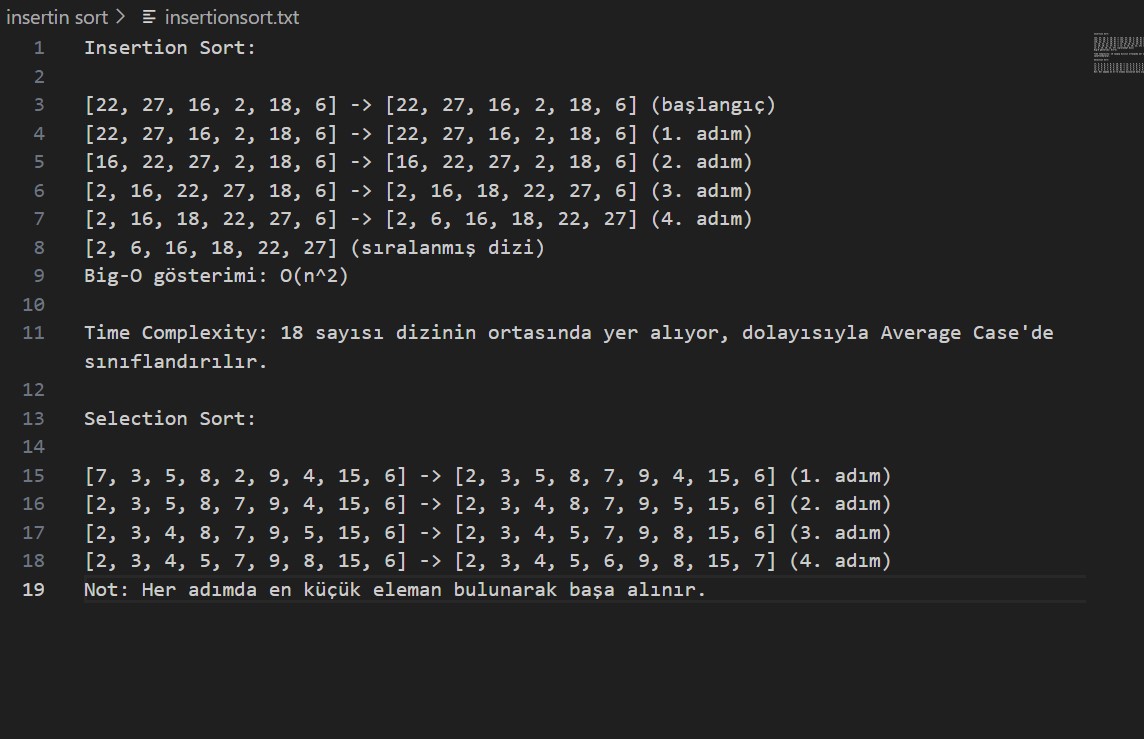 insertin sort > insertionsort.txt
1 Insertion Sort:
2
3 [22, 27, 16, 2, 18, 6] -> [22, 27, 16, 2, 18, 6] (başlangıç)
4 [22, 27, 16, 2, 18, 6] -> [22, 27, 16, 2, 18, 6] (1. adım)
5 [16, 22, 27, 2, 18, 6] -> [16, 22, 27, 2, 18, 6] (2. adım)
6 [2, 16, 22, 27, 18, 6] -> [2, 16, 18, 22, 27, 6] (3. adım)
7 [2, 16, 18, 22, 27, 6] -> [2, 6, 16, 18, 22, 27] (4. adım)
8 [2, 6, 16, 18, 22, 27] (sıralanmış dizi)
9 Big-O gösterimi: O(n^2)
10
11 Time Complexity: 18 sayısı dizinin ortasında yer alıyor, dolayısıyla Average Case'de
sınıflandırılır.
12
13 Selection Sort:
14
15 [7, 3, 5, 8, 2, 9, 4, 15, 6] -> [2, 3, 5, 8, 7, 9, 4, 15, 6] (1. adım)
16 [2, 3, 5, 8, 7, 9, 4, 15, 6] -> [2, 3, 4, 8, 7, 9, 5, 15, 6] (2. adım)
17 [2, 3, 4, 8, 7, 9, 5, 15, 6] -> [2, 3, 4, 5, 7, 9, 8, 15, 6] (3. adım)
18 [2, 3, 4, 5, 7, 9, 8, 15, 6] -> [2, 3, 4, 5, 6, 9, 8, 15, 7] (4. adım)
19 Not: Her adımda en küçük eleman bulunarak başa alınır.